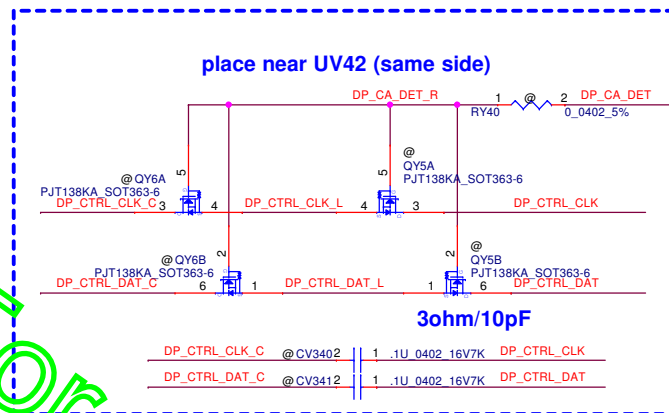 place near UV42 (same side)
DP_CA_DET_R
1 @ 2 DP_CA_DET
RY40 0_0402_5%
@ QY6A
PJT138KA_SOT363-6
5
@
QY5A
PJT138KA_SOT363-6
5
DP_CTRL_CLK_C 3 4 DP_CTRL_CLK_L 4 3 DP_CTRL_CLK
@ QY6B
PJT138KA_SOT363-6
2
@
QY5B
PJT138KA_SOT363-6
2
DP_CTRL_DAT_C 6 1 DP_CTRL_DAT_L 1 6 DP_CTRL_DAT
3ohm/10pF
DP_CTRL_CLK_C @ CV340 2 1 .1U_0402_16V7K DP_CTRL_CLK
DP_CTRL_DAT_C @ CV341 2 1 .1U_0402_16V7K DP_CTRL_DAT
or